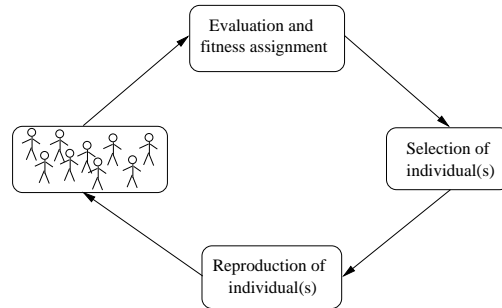 Evaluation and
fitness assignment
Selection of
individual(s)
Reproduction of
individual(s)